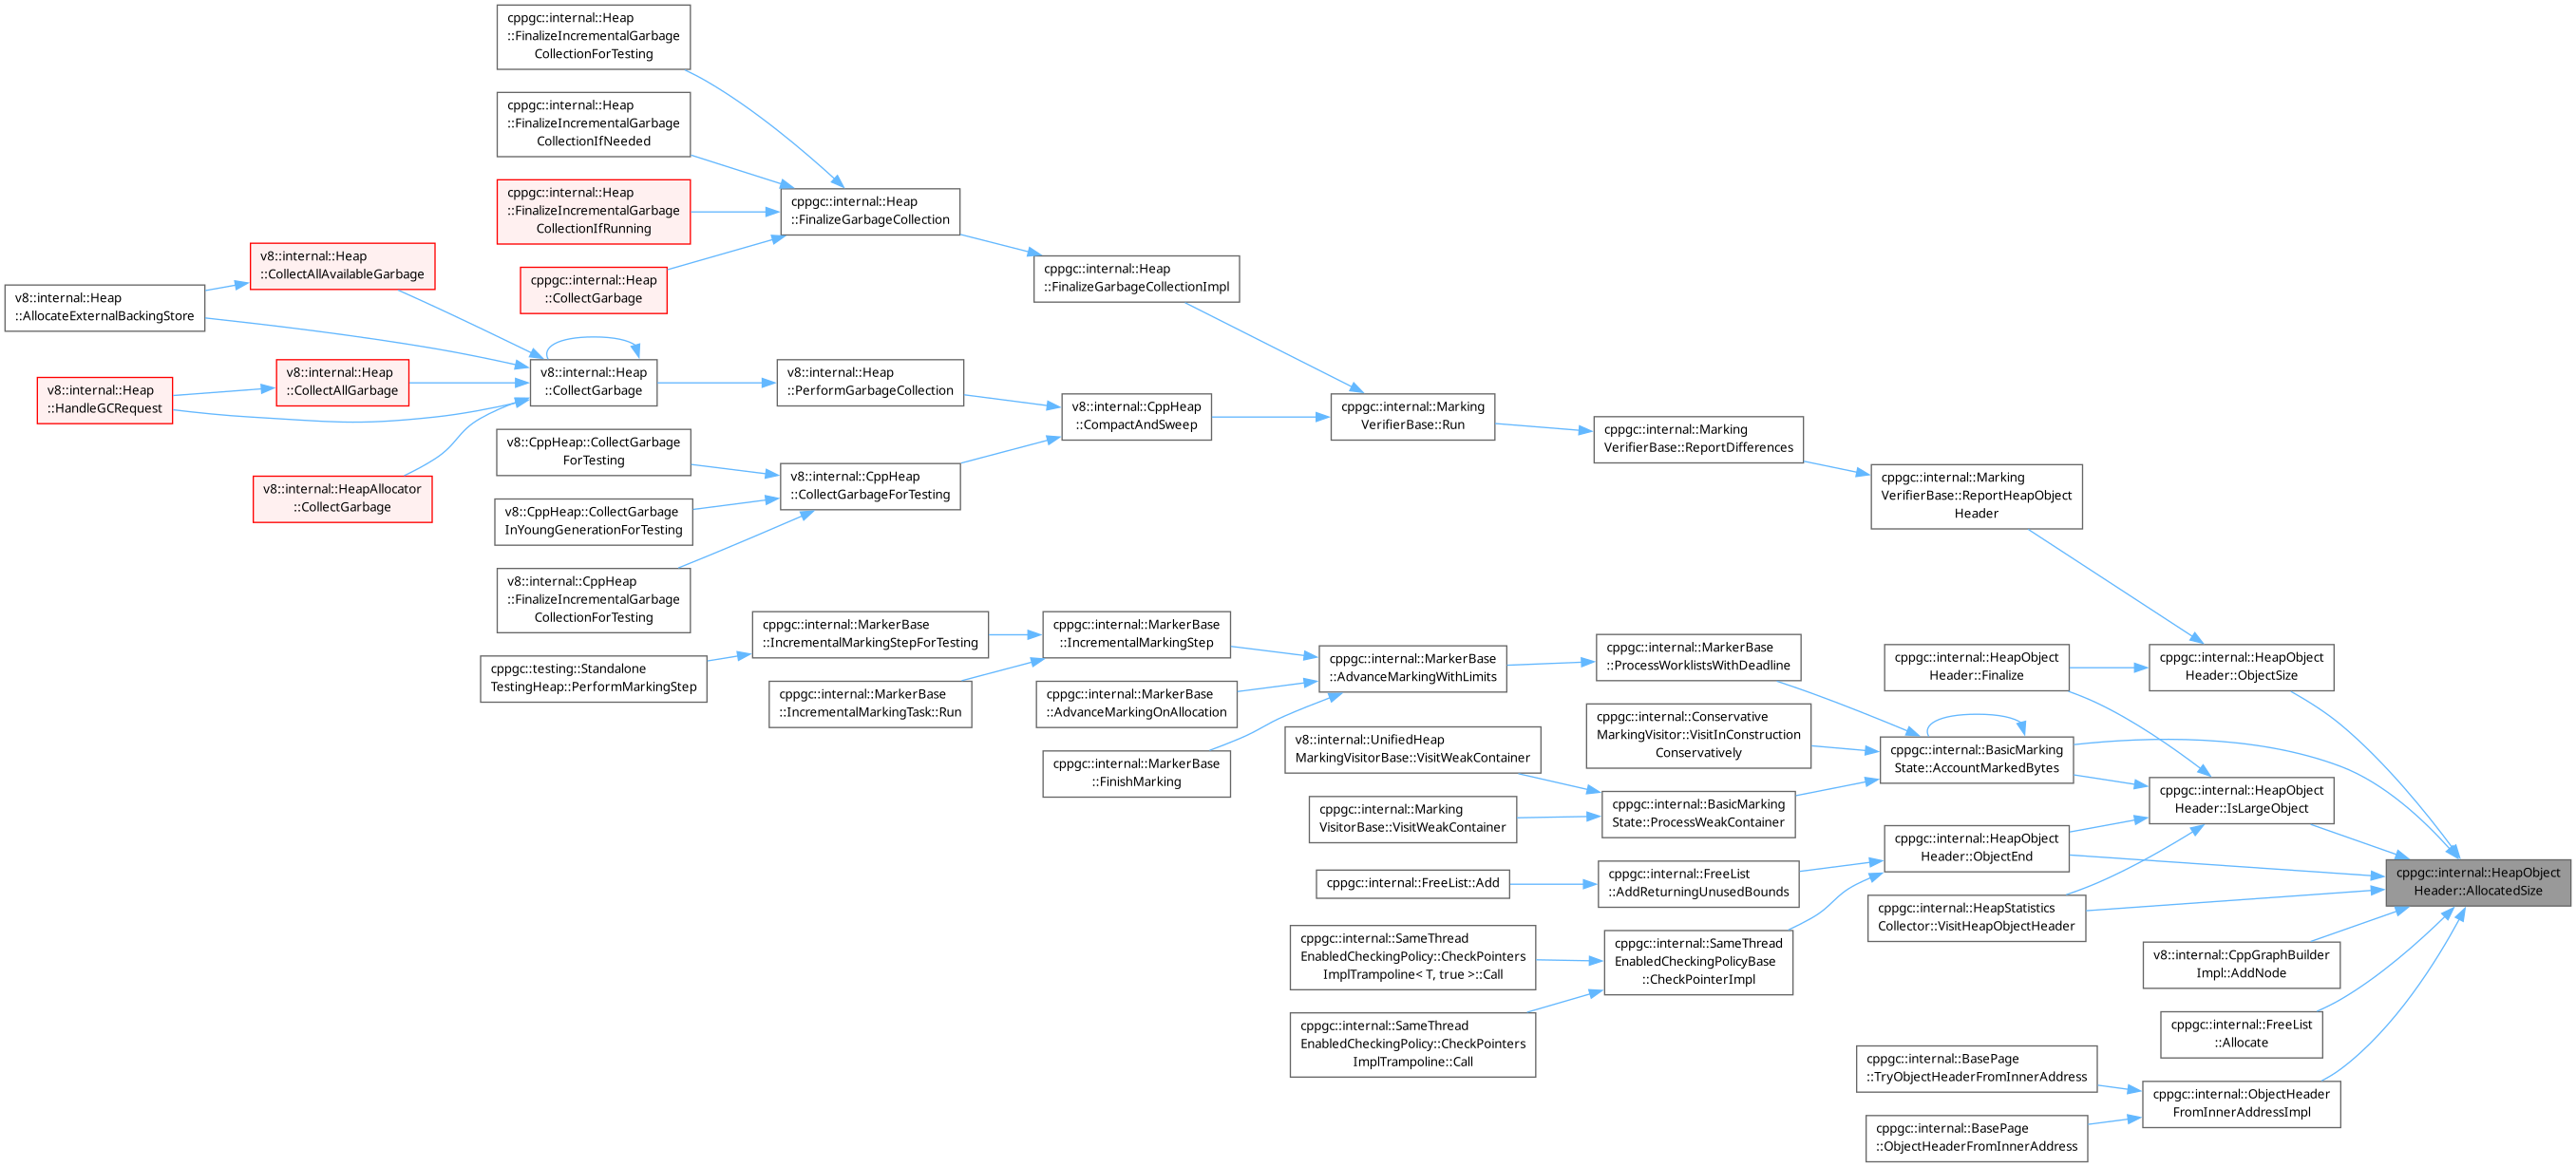 cppgc::internal::Heap
::FinalizeIncrementalGarbage
CollectionForTesting
cppgc::internal::Heap
::FinalizeIncrementalGarbage
CollectionIfNeeded
cppgc::internal::Heap
::FinalizeIncrementalGarbage
CollectionIfRunning
cppgc::internal::Heap
::CollectGarbage
cppgc::internal::Heap
::FinalizeGarbageCollection
cppgc::internal::Heap
::FinalizeGarbageCollectionImpl
v8::internal::Heap
::CollectAllAvailableGarbage
v8::internal::Heap
::AllocateExternalBackingStore
v8::internal::Heap
::HandleGCRequest
v8::internal::Heap
::CollectAllGarbage
v8::internal::Heap
::CollectGarbage
v8::internal::HeapAllocator
::CollectGarbage
v8::internal::Heap
::PerformGarbageCollection
v8::internal::CppHeap
::CompactAndSweep
cppgc::internal::Marking
VerifierBase::Run
cppgc::internal::Marking
VerifierBase::ReportDifferences
cppgc::internal::Marking
VerifierBase::ReportHeapObject
Header
v8::CppHeap::CollectGarbage
ForTesting
v8::CppHeap::CollectGarbage
InYoungGenerationForTesting
v8::internal::CppHeap
::FinalizeIncrementalGarbage
CollectionForTesting
v8::internal::CppHeap
::CollectGarbageForTesting
cppgc::testing::Standalone
TestingHeap::PerformMarkingStep
cppgc::internal::MarkerBase
::IncrementalMarkingStepForTesting
cppgc::internal::MarkerBase
::IncrementalMarkingTask::Run
cppgc::internal::MarkerBase
::IncrementalMarkingStep
cppgc::internal::MarkerBase
::AdvanceMarkingOnAllocation
cppgc::internal::MarkerBase
::FinishMarking
cppgc::internal::MarkerBase
::AdvanceMarkingWithLimits
cppgc::internal::MarkerBase
::ProcessWorklistsWithDeadline
cppgc::internal::Conservative
MarkingVisitor::VisitInConstruction
Conservatively
v8::internal::UnifiedHeap
MarkingVisitorBase::VisitWeakContainer
cppgc::internal::Marking
VisitorBase::VisitWeakContainer
cppgc::internal::BasicMarking
State::ProcessWeakContainer
cppgc::internal::HeapObject
Header::Finalize
cppgc::internal::BasicMarking
State::AccountMarkedBytes
cppgc::internal::HeapObject
Header::ObjectSize
cppgc::internal::HeapObject
Header::IsLargeObject
cppgc::internal::HeapObject
Header::ObjectEnd
cppgc::internal::FreeList::Add
cppgc::internal::FreeList
::AddReturningUnusedBounds
cppgc::internal::HeapStatistics
Collector::VisitHeapObjectHeader
cppgc::internal::HeapObject
Header::AllocatedSize
cppgc::internal::SameThread
EnabledCheckingPolicy::CheckPointers
ImplTrampoline< T, true >::Call
cppgc::internal::SameThread
EnabledCheckingPolicyBase
::CheckPointerImpl
cppgc::internal::SameThread
EnabledCheckingPolicy::CheckPointers
ImplTrampoline::Call
v8::internal::CppGraphBuilder
Impl::AddNode
cppgc::internal::FreeList
::Allocate
cppgc::internal::BasePage
::TryObjectHeaderFromInnerAddress
cppgc::internal::ObjectHeader
FromInnerAddressImpl
cppgc::internal::BasePage
::ObjectHeaderFromInnerAddress